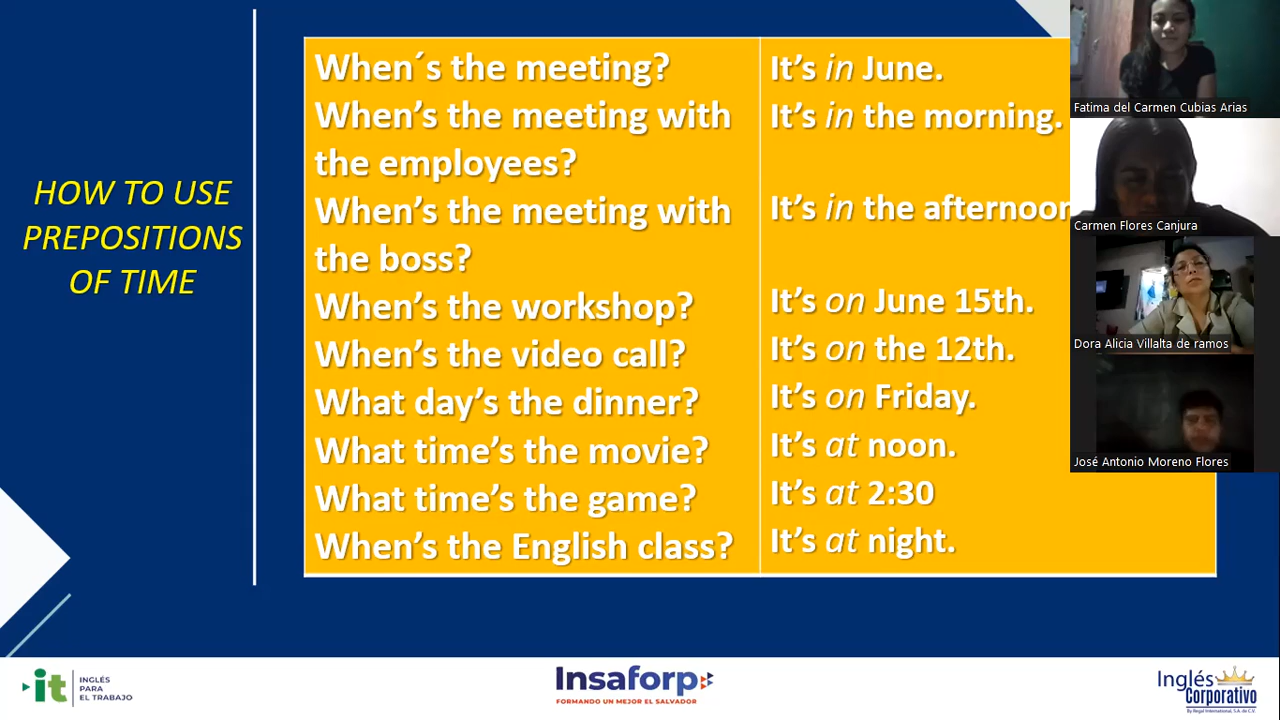 HOW TO USE
PREPOSITIONS
OF TIME
When´s the meeting?
When’s the meeting with
the employees?
When’s the meeting with
the boss?
When’s the workshop?
When’s the video call?
What day’s the dinner?
What time’s the movie?
What time’s the game?
When’s the English class?
It’s in June.
It’s in the morning.
It’s in the afternoon
It’s on June 15th.
It’s on the 12th.
It’s on Friday.
It’s at noon.
It’s at 2:30
It’s at night.
Fatima del Carmen Cubias Arias
Carmen Flores Canjura
Dora Alicia Villalta de ramos
José Antonio Moreno Flores
it
INGLÉS
PARA
EL TRABAJO
Insaforp
FORMANDO UN MEJOR EL SALVADOR
Inglés
Corporativo
By Regal International, S.A. de C.V.